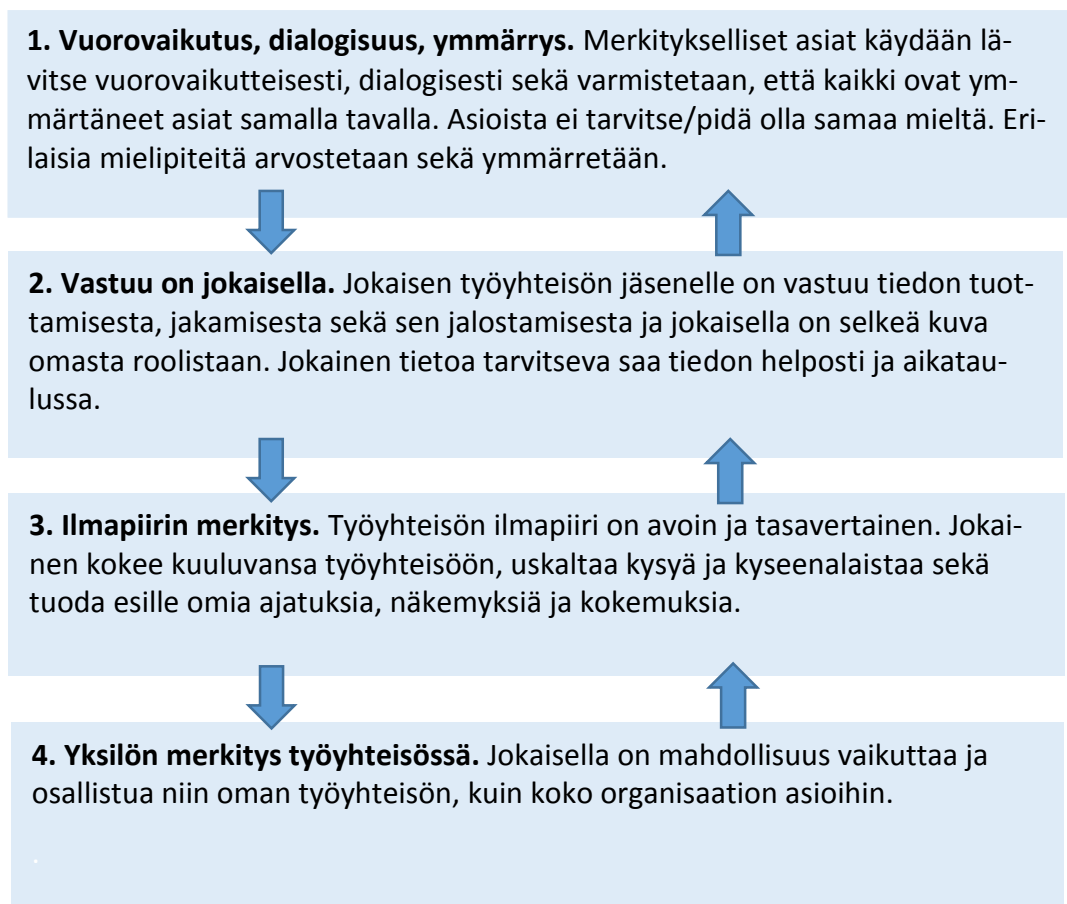 1. Vuorovaikutus, dialogisuus, ymmärrys. Merkitykselliset asiat käydään lä-
vitse vuorovaikutteisesti, dialogisesti sekä varmistetaan, että kaikki ovat ym-
märtäneet asiat samalla tavalla. Asioista ei tarvitse/pidä olla samaa mieltä. Eri-
laisia mielipiteitä arvostetaan sekä ymmärretään.
2. Vastuu on jokaisella. Jokaisen työyhteisön jäsenelle on vastuu tiedon tuot-
tamisesta, jakamisesta sekä sen jalostamisesta ja jokaisella on selkeä kuva
omasta roolistaan. Jokainen tietoa tarvitseva saa tiedon helposti ja aikatau-
lussa.
3. Ilmapiirin merkitys. Työyhteisön ilmapiiri on avoin ja tasavertainen. Jokai-
nen kokee kuuluvansa työyhteisöön, uskaltaa kysyä ja kyseenalaistaa sekä
tuoda esille omia ajatuksia, näkemyksiä ja kokemuksia.
4. Yksilön merkitys työyhteisössä. Jokaisella on mahdollisuus vaikuttaa ja
osallistua niin oman työyhteisön, kuin koko organisaation asioihin.
.